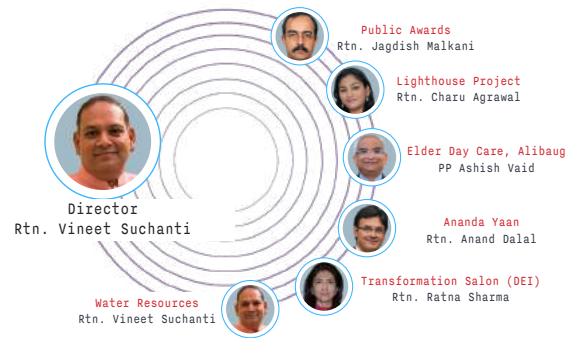 Public Awards
Rtn. Jagdish Malkani
Lighthouse Project
Rtn. Charu Agrawal
Elder Day Care, Alibaug
PP Ashish Vaid
Director
Rtn. Vineet Suchanti
Ananda Yaan
Rtn. Anand Dalal
Transformation Salon (DEI)
Rtn. Ratna Sharma
Water Resources
Rtn. Vineet Suchanti